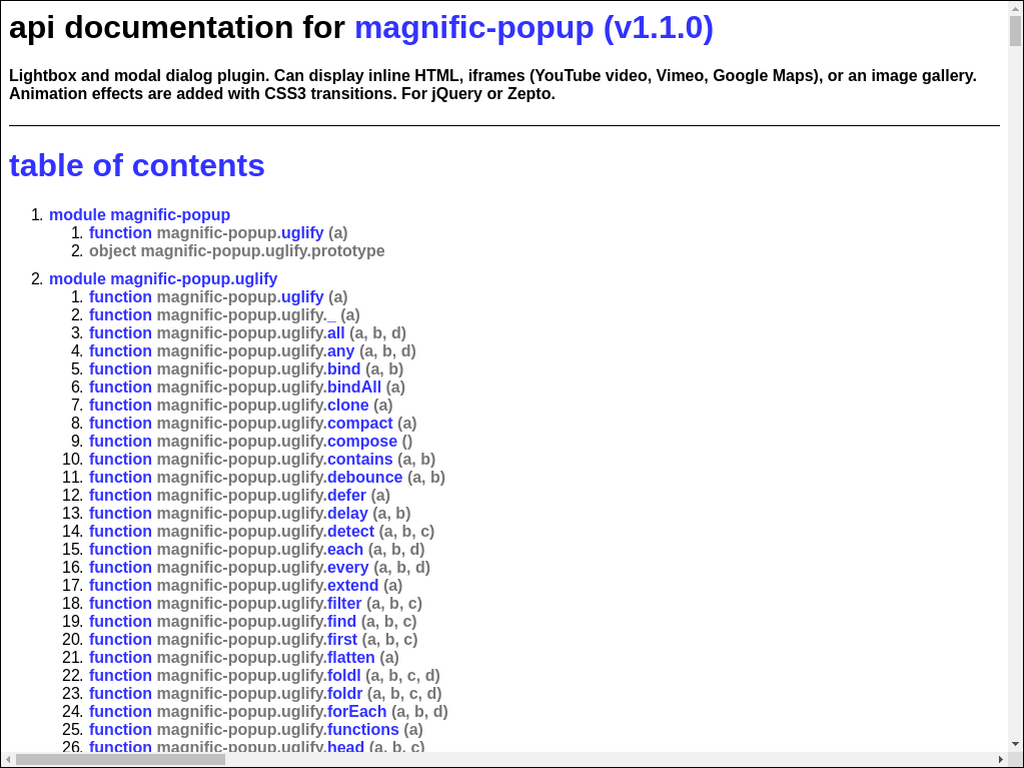 api documentation for magnific-popup (v1.1.0)
Lightbox and modal dialog plugin. Can display inline HTML, iframes (YouTube video, Vimeo, Google Maps), or an image gallery.
Animation effects are added with CSS3 transitions. For jQuery or Zepto.
table of contents
1. module magnific-popup
1. function magnific-popup.uglify (a)
2. object magnific-popup.uglify.prototype
2. module magnific-popup.uglify
1. function magnific-popup.uglify (a)
2. function magnific-popup.uglify._ (a)
3. function magnific-popup.uglify.all (a, b, d)
4. function magnific-popup.uglify.any (a, b, d)
5. function magnific-popup.uglify.bind (a, b)
6. function magnific-popup.uglify.bindAll (a)
7. function magnific-popup.uglify.clone (a)
8. function magnific-popup.uglify.compact (a)
9. function magnific-popup.uglify.compose ()
10. function magnific-popup.uglify.contains (a, b)
11. function magnific-popup.uglify.debounce (a, b)
12. function magnific-popup.uglify.defer (a)
13. function magnific-popup.uglify.delay (a, b)
14. function magnific-popup.uglify.detect (a, b, c)
15. function magnific-popup.uglify.each (a, b, d)
16. function magnific-popup.uglify.every (a, b, d)
17. function magnific-popup.uglify.extend (a)
18. function magnific-popup.uglify.filter (a, b, c)
19. function magnific-popup.uglify.find (a, b, c)
20. function magnific-popup.uglify.first (a, b, c)
21. function magnific-popup.uglify.flatten (a)
22. function magnific-popup.uglify.foldl (a, b, c, d)
23. function magnific-popup.uglify.foldr (a, b, c, d)
24. function magnific-popup.uglify.forEach (a, b, d)
25. function magnific-popup.uglify.functions (a)
26. function magnific-popup.uglify.head (a, b, c)